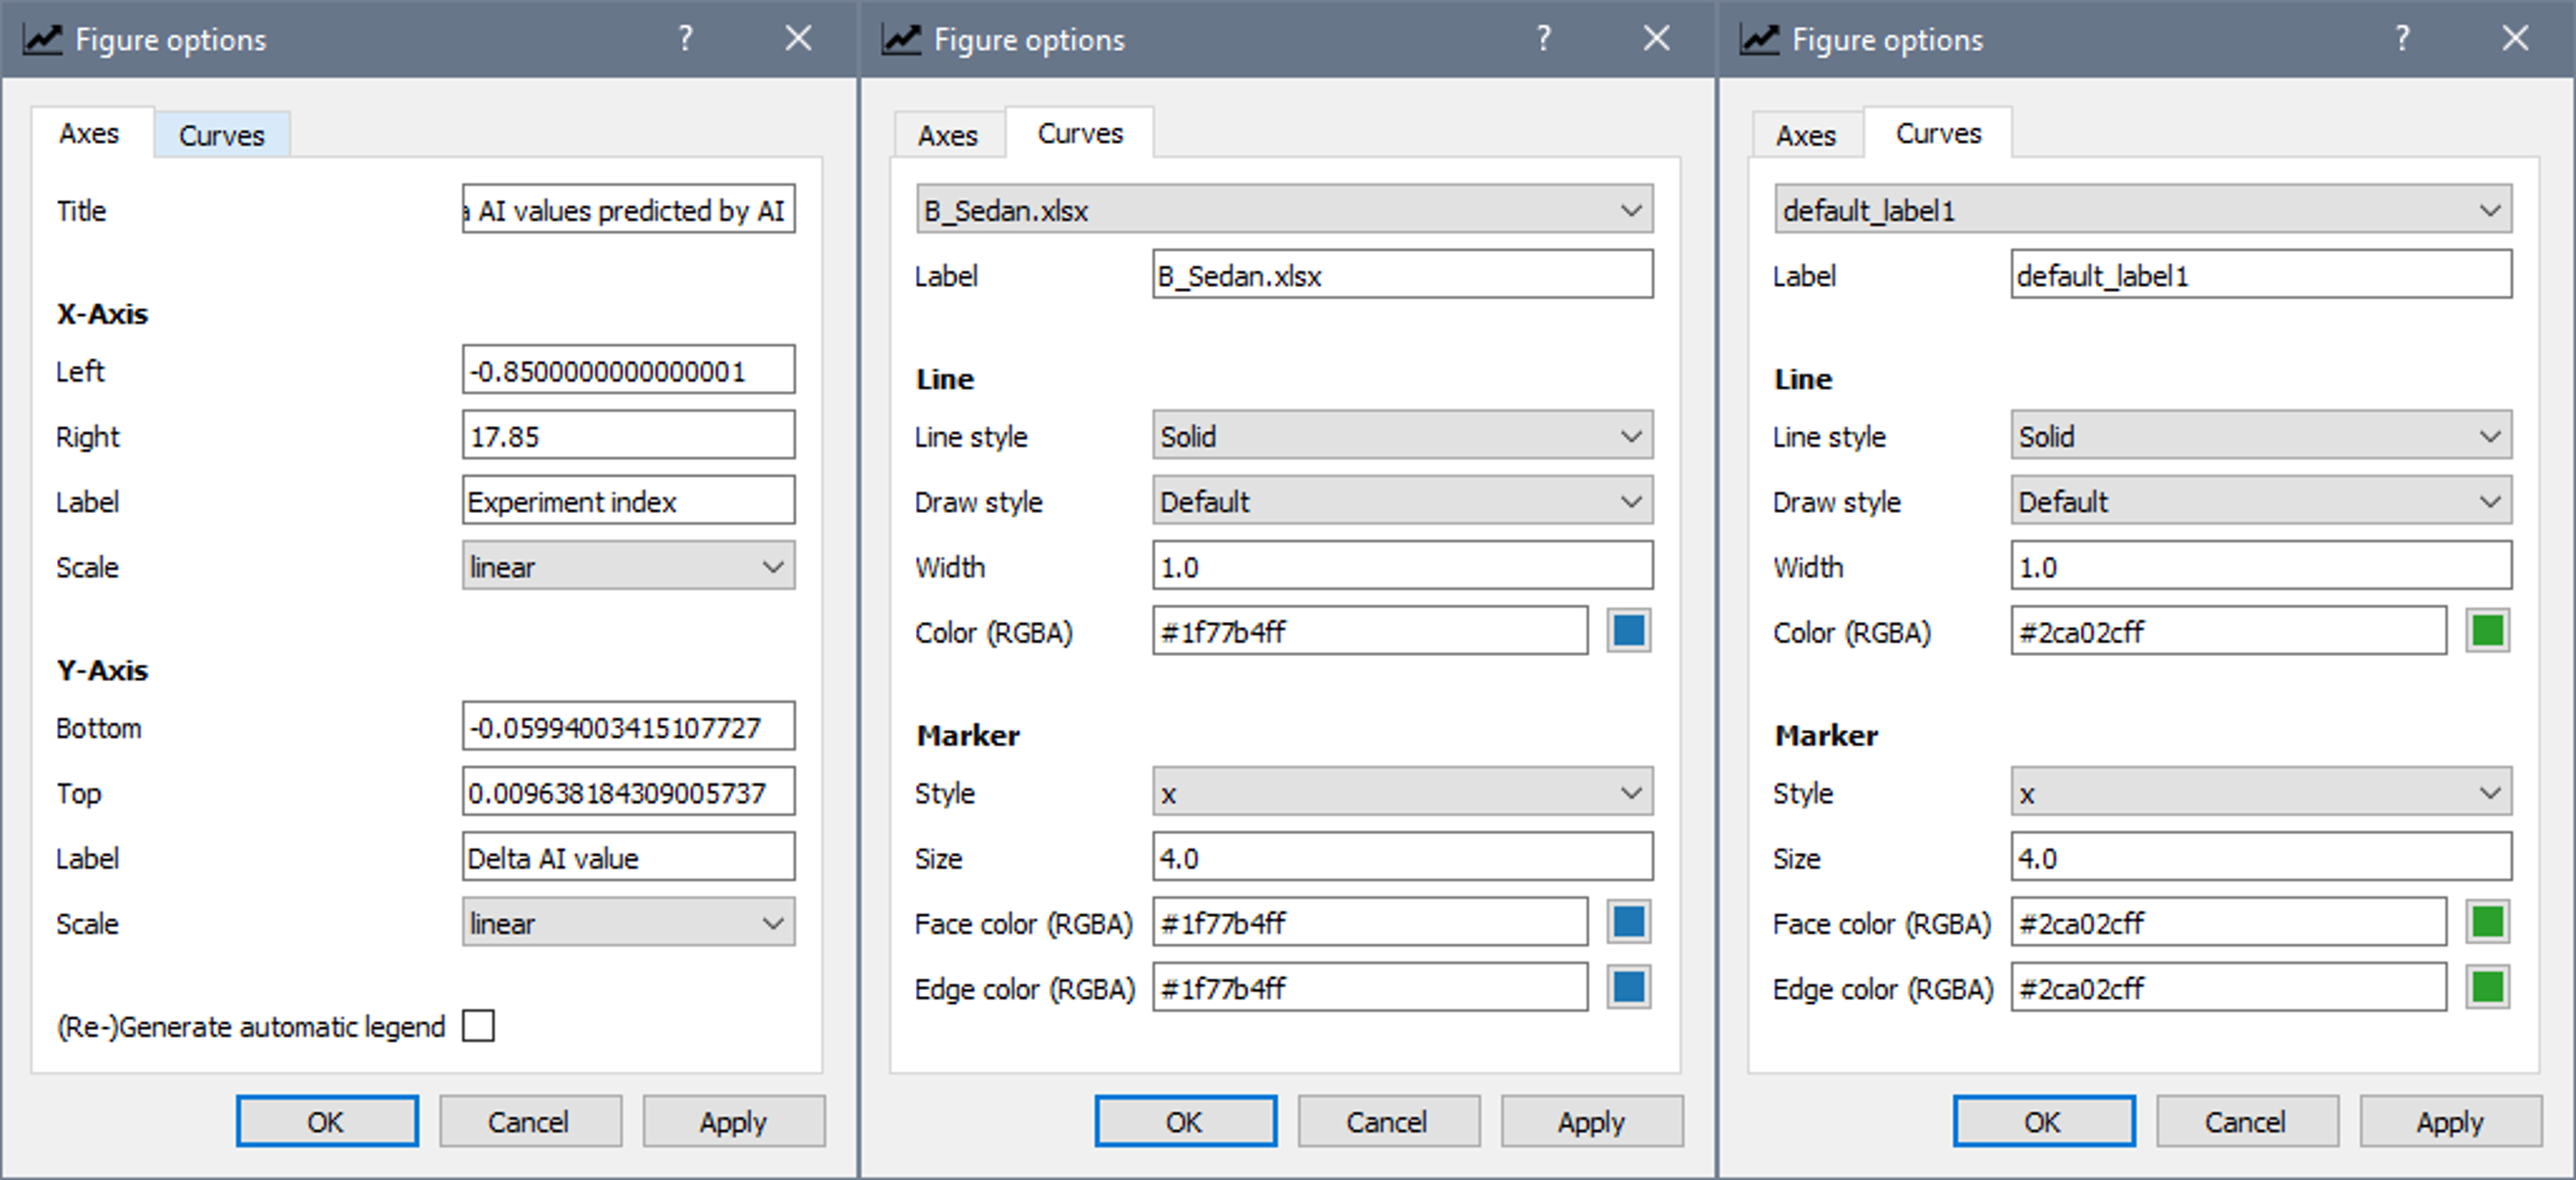 Figure options ?
Axes Curves
Title AI values predicted by AI
X-Axis
Left -0.8500000000000001
Right 17.85
Label Experiment index
Scale linear
Y-Axis
Bottom -0.05994003415107727
Top 0.009638184309005737
Label Delta AI value
Scale linear
(Re-)Generate automatic legend
OK Cancel Apply
Figure options ?
Axes Curves
B_Sedan.xlsx
Label B_Sedan.xlsx
Line
Line style Solid
Draw style Default
Width 1.0
Color (RGBA) #1f77b4ff
Marker
Style x
Size 4.0
Face color (RGBA) #1f77b4ff
Edge color (RGBA) #1f77b4ff
OK Cancel Apply
Figure options ?
Axes Curves
default_label1
Label default_label1
Line
Line style Solid
Draw style Default
Width 1.0
Color (RGBA) #2ca02cff
Marker
Style x
Size 4.0
Face color (RGBA) #2ca02cff
Edge color (RGBA) #2ca02cff
OK Cancel Apply